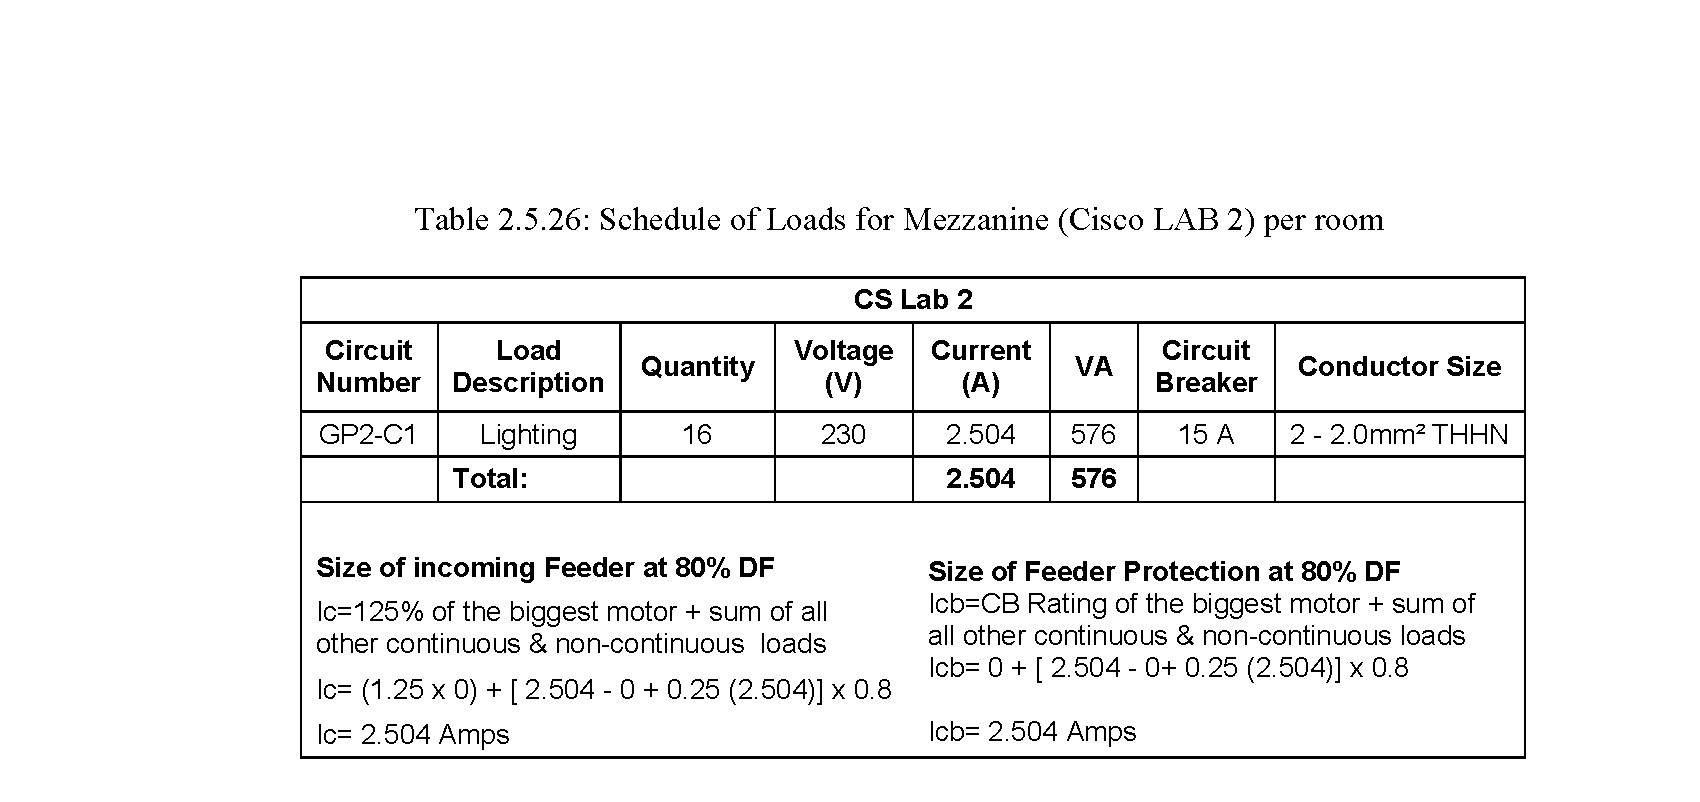 Table 2.5.26: Schedule of Loads for Mezzanine (Cisco LAB 2) per room
CS Lab 2
Circuit Number Load Description Quantity Voltage (V) Current (A) VA Circuit Breaker Conductor Size
GP2-C1 Lighting 16 230 2.504 576 15 A 2 - 2.0mm² THHN
Total: 2.504 576
Size of incoming Feeder at 80% DF
Ic=125% of the biggest motor + sum of all
other continuous & non-continuous loads
Ic= (1.25 x 0) + [ 2.504 - 0 + 0.25 (2.504)] x 0.8
Ic= 2.504 Amps
Size of Feeder Protection at 80% DF
Icb=CB Rating of the biggest motor + sum of
all other continuous & non-continuous loads
Icb= 0 + [ 2.504 - 0+ 0.25 (2.504)] x 0.8
Icb= 2.504 Amps